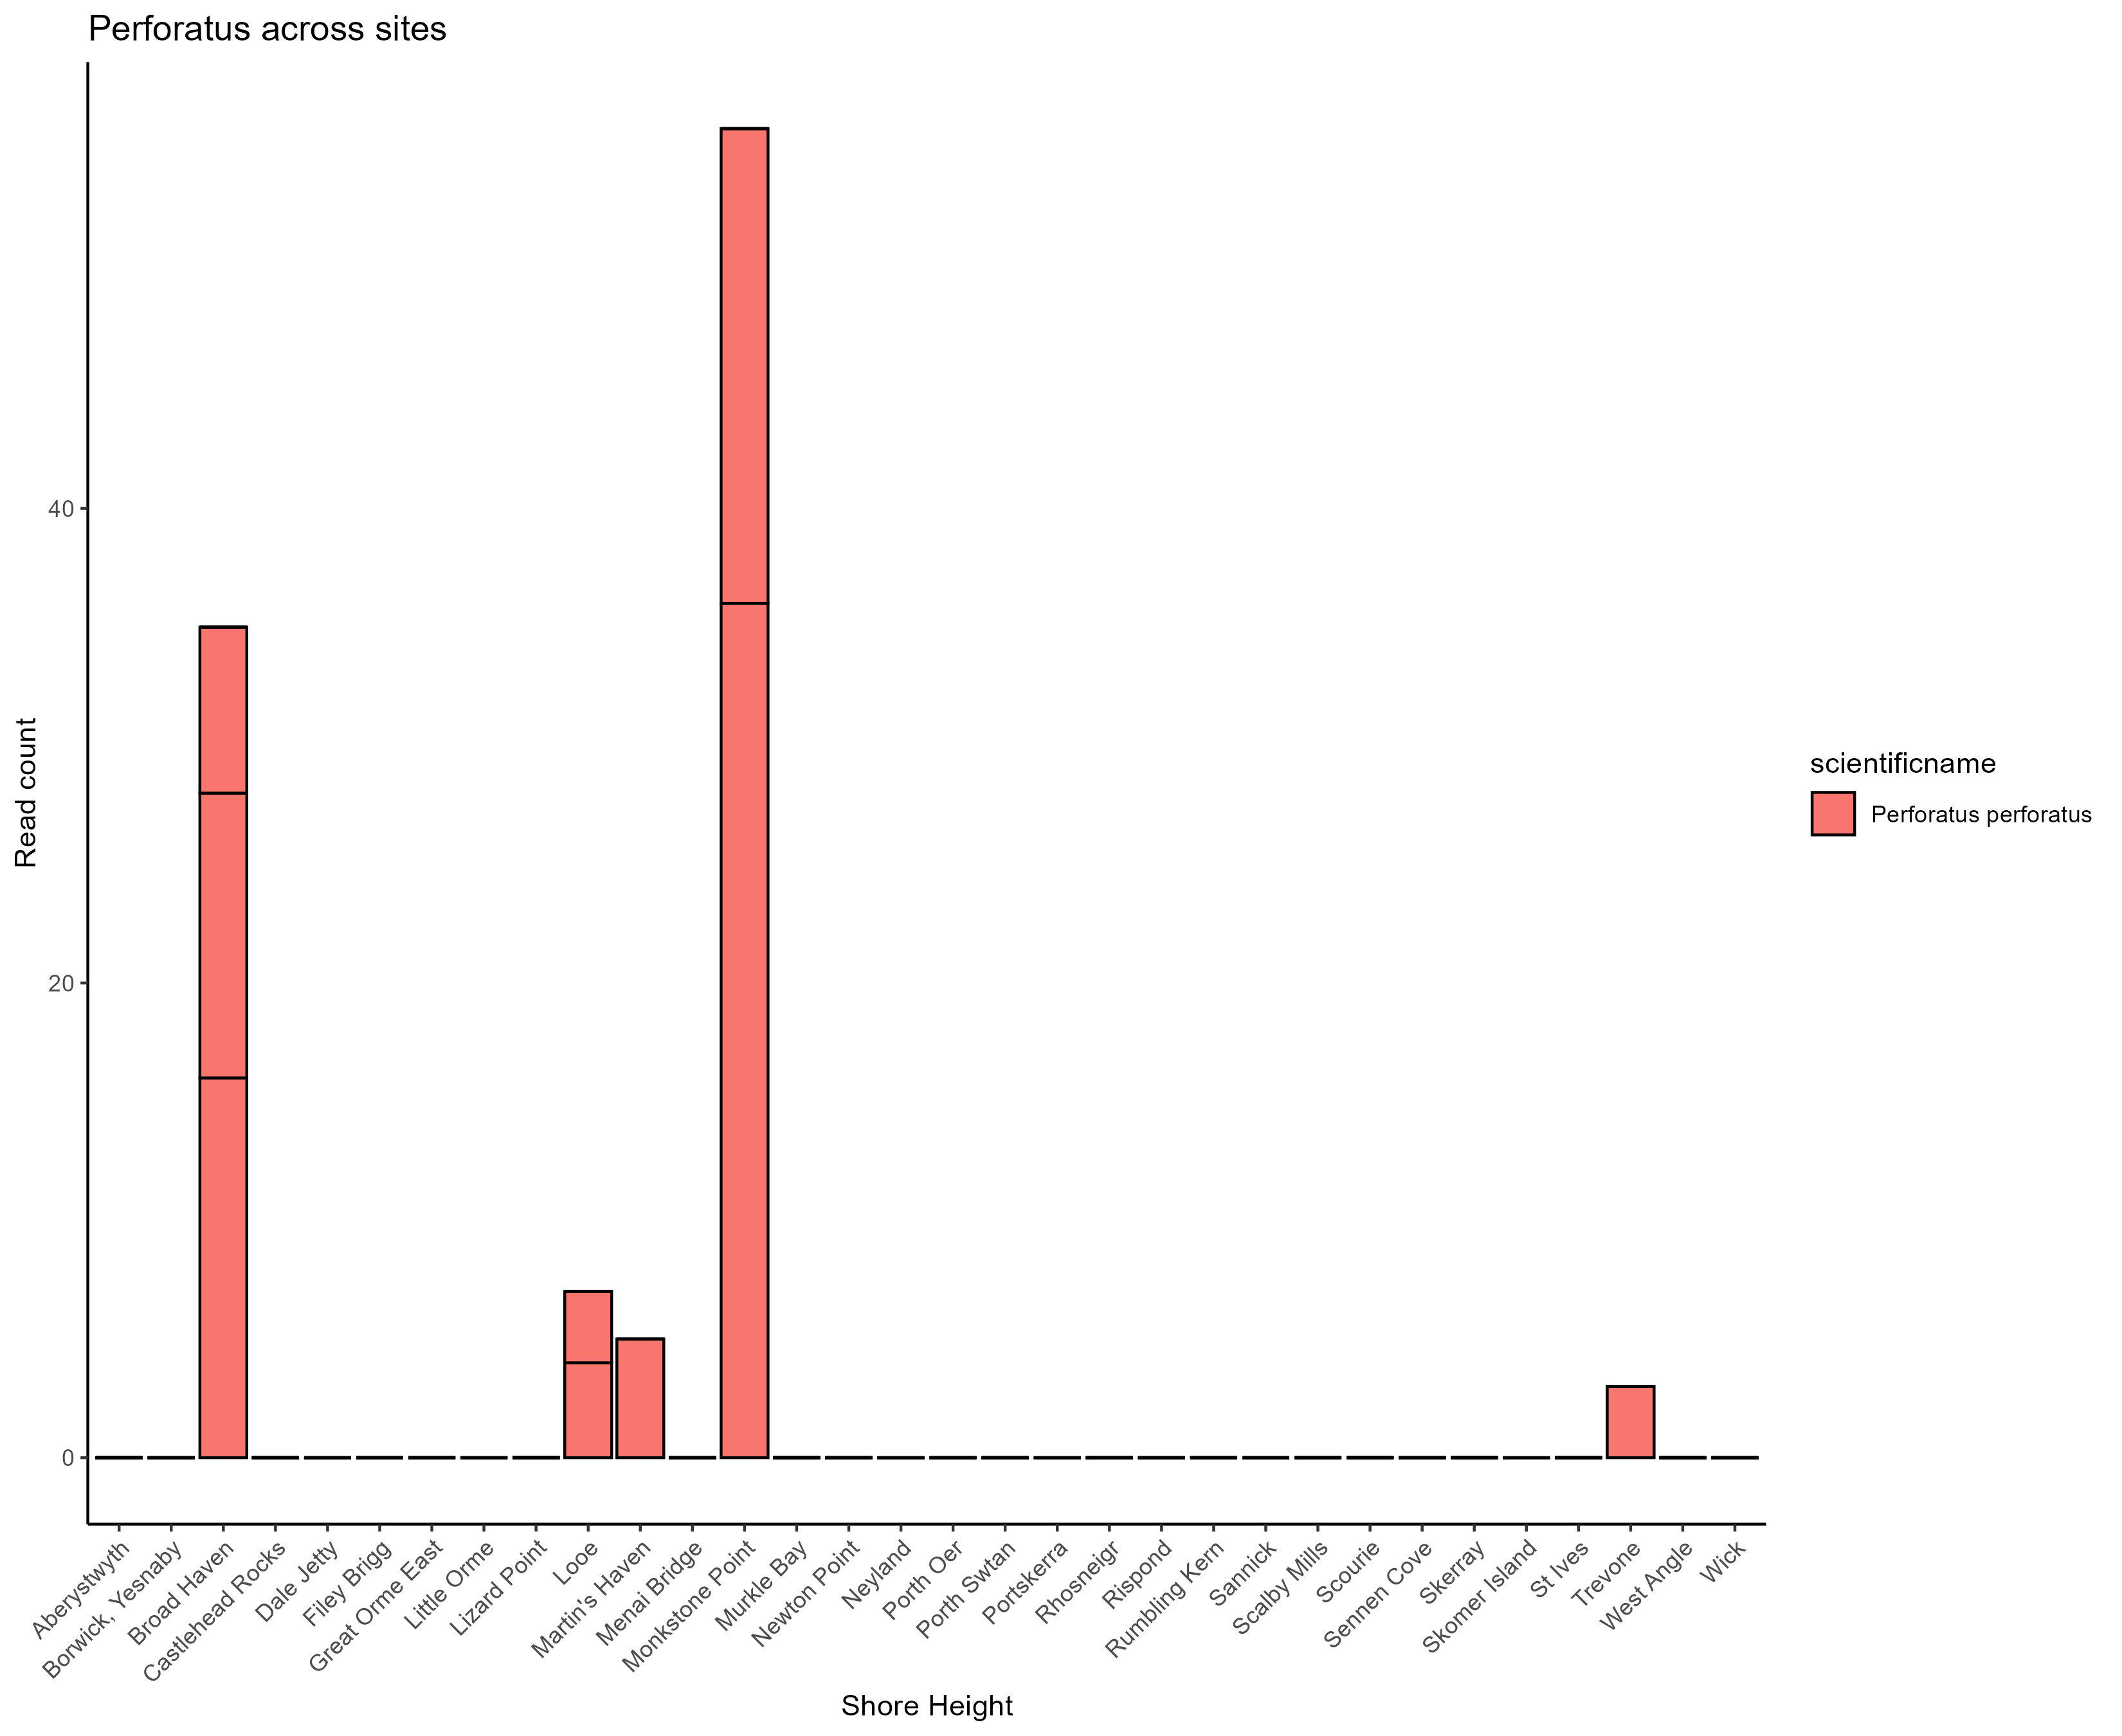 Perforatus across sites
Read count
40
20
0
Aberystwyth
Borwick, Yesnaby
Broad Haven
Castlehead Rocks
Dale Jetty
Filey Brigg
Great Orme East
Little Orme
Lizard Point
Looe
Martin's Haven
Menai Bridge
Monkstone Point
Murkle Bay
Newton Point
Neyland
Porth Oer
Porth Swtan
Portskerra
Rhosneigr
Rispond
Rumbling Kern
Sannick
Scalby Mills
Scourie
Sennen Cove
Skerray
Skomer Island
St Ives
Trevone
West Angle
Wick
Shore Height
scientificname
Perforatus perforatus